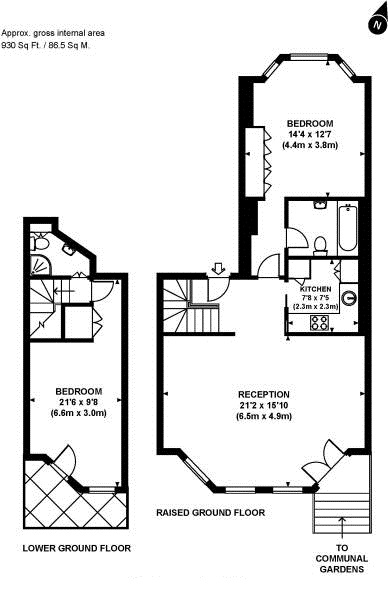 Approx. gross internal area
930 Sq Ft. / 86.5 Sq M.
N
BEDROOM
14'4 x 12'7
(4.4m x 3.8m)
KITCHEN
7'8 x 7'5
(2.3m x 2.3m)
BEDROOM
21'6 x 9'8
(6.6m x 3.0m)
RECEPTION
21'2 x 15'10
(6.5m x 4.9m)
RAISED GROUND FLOOR
LOWER GROUND FLOOR
TO
COMMUNAL
GARDENS